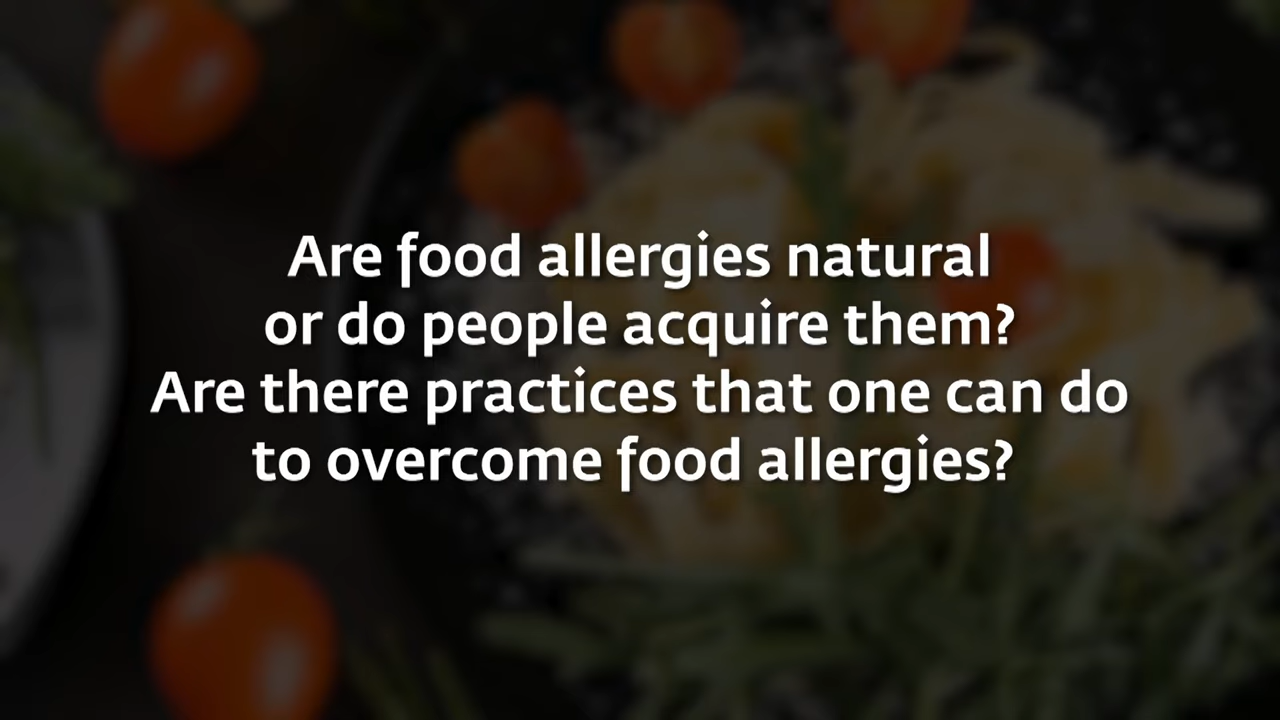 Are food allergies natural
or do people acquire them?
Are there practices that one can do
to overcome food allergies?